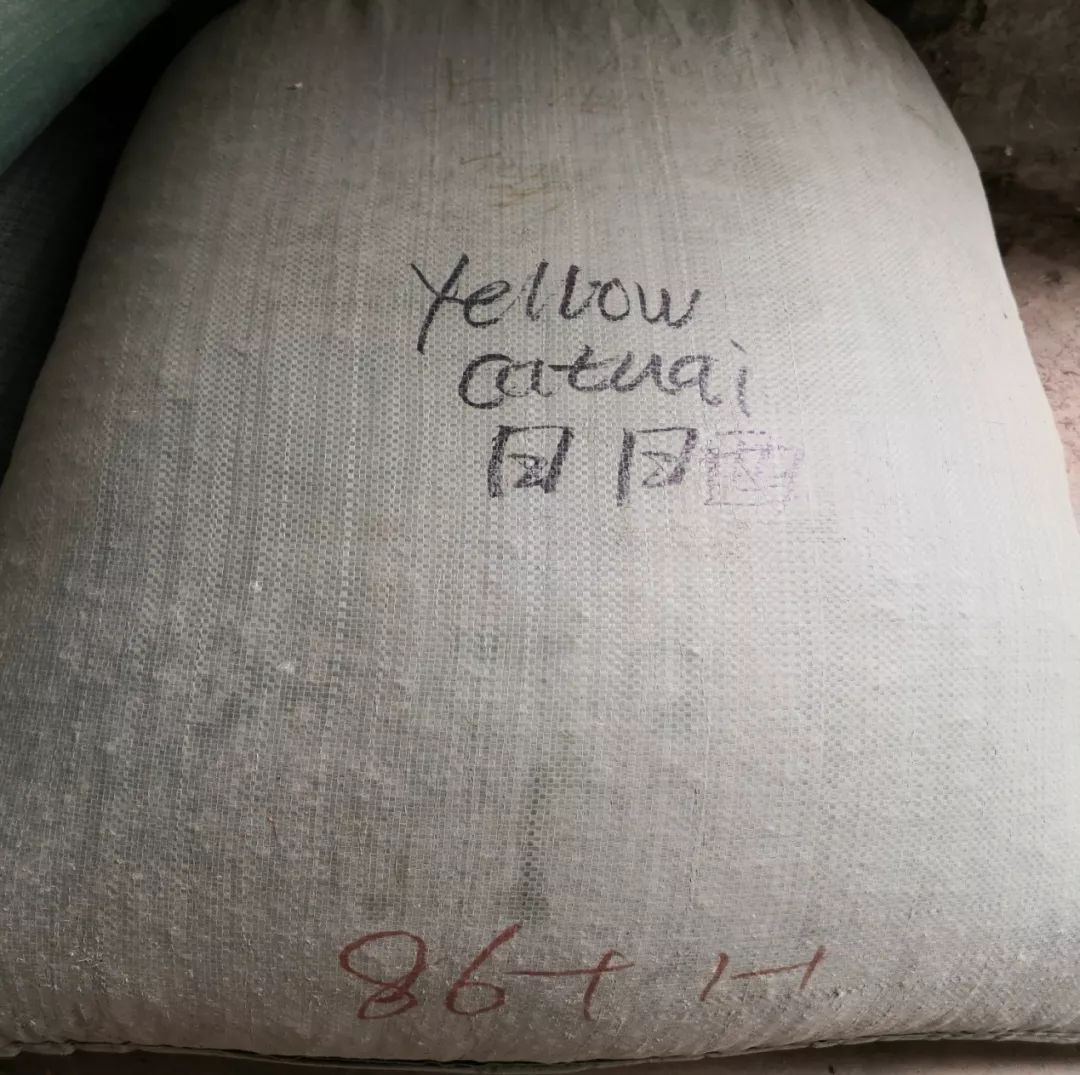 Yellow
catuai
86+ H